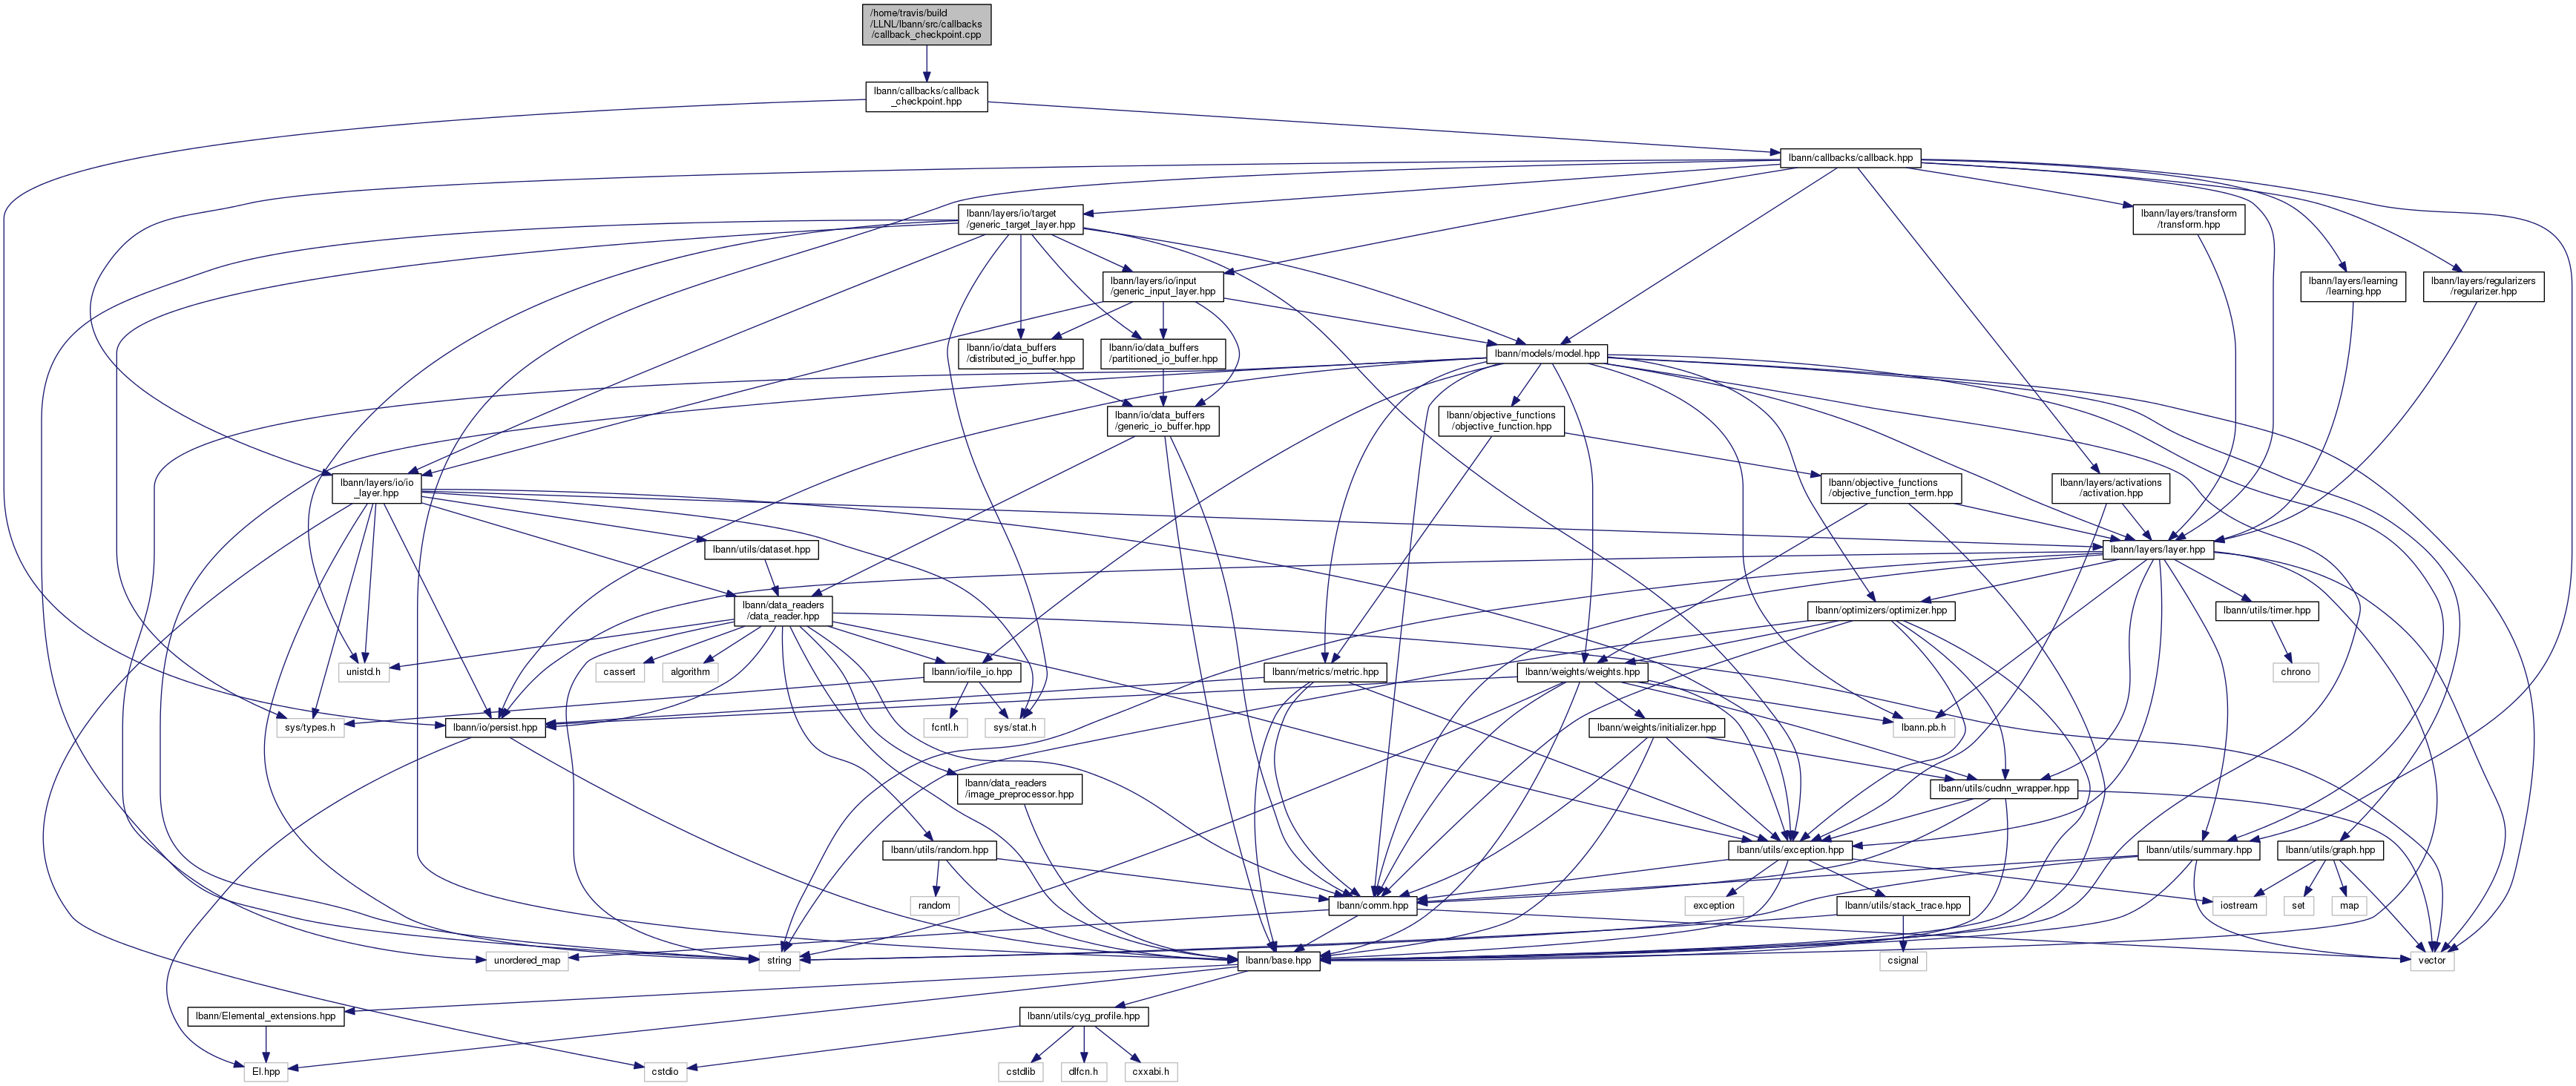 /home/travis/build
/LLNL/lbann/src/callbacks
/callback_checkpoint.cpp
lbann/callbacks/callback
_checkpoint.hpp
lbann/callbacks/callback.hpp
lbann/layers/io/target
/generic_target_layer.hpp
lbann/layers/transform
/transform.hpp
lbann/layers/io/input
/generic_input_layer.hpp
lbann/layers/learning
/learning.hpp
lbann/layers/regularizers
/regularizer.hpp
lbann/io/data_buffers
/distributed_io_buffer.hpp
lbann/io/data_buffers
/partitioned_io_buffer.hpp
lbann/models/model.hpp
lbann/io/data_buffers
/generic_io_buffer.hpp
lbann/objective_functions
/objective_function.hpp
lbann/layers/io/io
_layer.hpp
lbann/objective_functions
/objective_function_term.hpp
lbann/layers/activations
/activation.hpp
lbann/utils/dataset.hpp
lbann/layers/layer.hpp
lbann/data_readers
/data_reader.hpp
lbann/optimizers/optimizer.hpp
lbann/utils/timer.hpp
unistd.h
cassert
algorithm
lbann/io/file_io.hpp
lbann/metrics/metric.hpp
lbann/weights/weights.hpp
chrono
sys/types.h
lbann/io/persist.hpp
fcntl.h
sys/stat.h
lbann/weights/initializer.hpp
lbann.pb.h
lbann/data_readers
/image_preprocessor.hpp
lbann/utils/cudnn_wrapper.hpp
lbann/utils/random.hpp
lbann/utils/exception.hpp
lbann/utils/summary.hpp
lbann/utils/graph.hpp
random
lbann/comm.hpp
exception
lbann/utils/stack_trace.hpp
iostream
set
map
unordered_map
string
lbann/base.hpp
csignal
vector
lbann/Elemental_extensions.hpp
lbann/utils/cyg_profile.hpp
El.hpp
cstdio
cstdlib
dlfcn.h
cxxabi.h